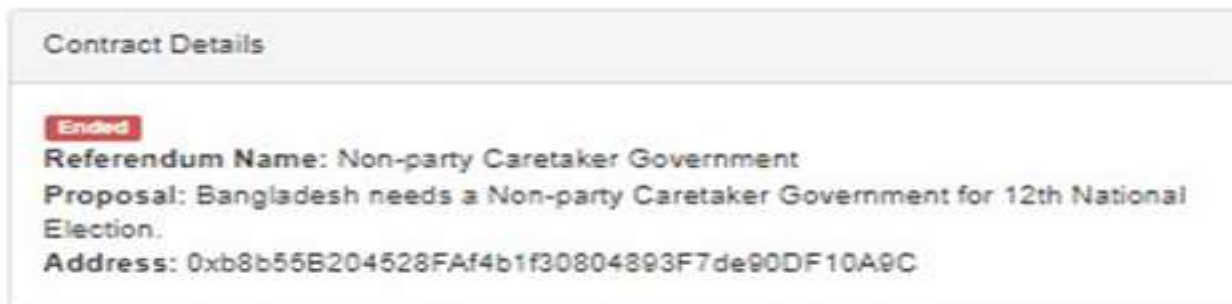 Contract Details
Ended
Referendum Name: Non-party Caretaker Government
Proposal: Bangladesh needs a Non-party Caretaker Government for 12th National
Election.
Address: 0xb8b55B204528FAf4b1f30804893F7de90DF10A9C